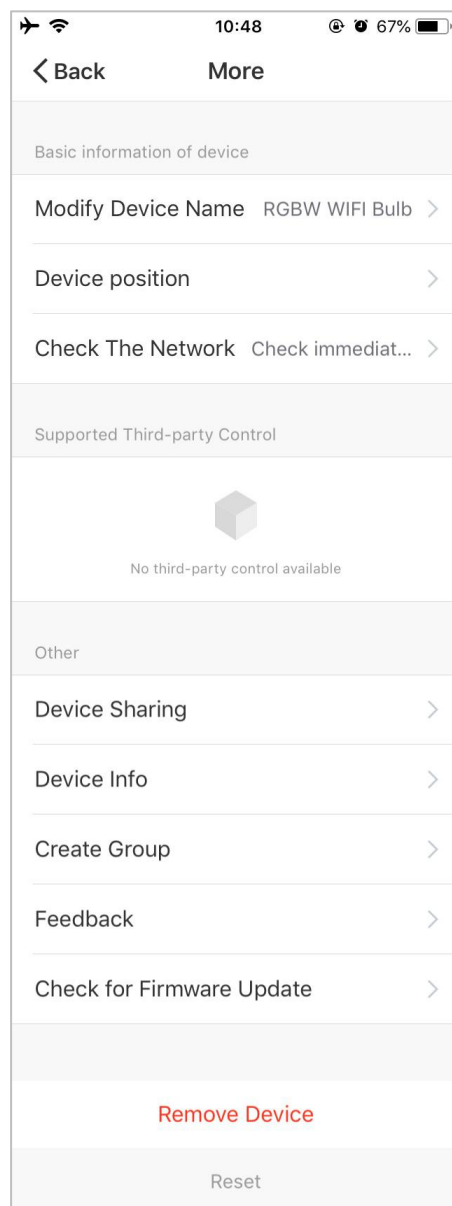 10:48 67%
Back More
Basic information of device
Modify Device Name RGBW WIFI Bulb
Device position
Check The Network Check immediat...
Supported Third-party Control
No third-party control available
Other
Device Sharing
Device Info
Create Group
Feedback
Check for Firmware Update
Remove Device
Reset